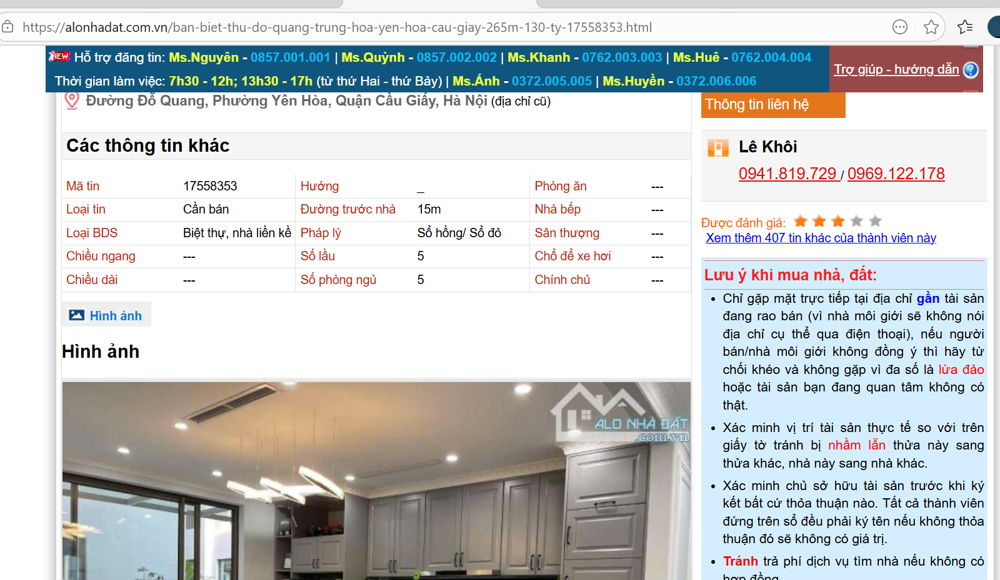 https://alonhadat.com.vn/ban-biet-thu-do-quang-trung-hoa-yen-hoa-cau-giay-265m-130-ty-17558353.html
NEW Hỗ trợ đăng tin: Ms.Nguyên - 0857.001.001 | Ms.Quỳnh - 0857.002.002 | Ms.Khanh - 0762.003.003 | Ms.Huê - 0762.004.004
Thời gian làm việc: 7h30 - 12h; 13h30 - 17h (từ thứ Hai - thứ Bảy) | Ms.Ánh - 0372.005.005 | Ms.Huyền - 0372.006.006
Trợ giúp - hướng dẫn ?
Đường Đỗ Quang, Phường Yên Hòa, Quận Cầu Giấy, Hà Nội (địa chỉ cũ)
Các thông tin khác
Mã tin 17558353 Hướng _ Phòng ăn ---
Loại tin Cần bán Đường trước nhà 15m Nhà bếp ---
Loại BDS Biệt thự, nhà liền kề Pháp lý Sổ hồng/ Sổ đỏ Sân thượng ---
Chiều ngang --- Số lầu 5 Chổ để xe hơi ---
Chiều dài --- Số phòng ngủ 5 Chính chủ ---
Hình ảnh
Hình ảnh
ALO NHÀ ĐẤT
.com.vn
Thông tin liên hệ
Lê Khôi
0941.819.729 / 0969.122.178
Được đánh giá:
Xem thêm 407 tin khác của thành viên này
Lưu ý khi mua nhà, đất:
• Chỉ gặp mặt trực tiếp tại địa chỉ gần tài sản
đang rao bán (vì nhà môi giới sẽ không nói
địa chỉ cụ thể qua điện thoại), nếu người
bán/nhà môi giới không đồng ý thì hãy từ
chối khéo và không gặp vì đa số là lừa đảo
hoặc tài sản bạn đang quan tâm không có
thật.
• Xác minh vị trí tài sản thực tế so với trên
giấy tờ tránh bị nhầm lẫn thửa này sang
thửa khác, nhà này sang nhà khác.
• Xác minh chủ sở hữu tài sản trước khi ký
kết bất cứ thỏa thuận nào. Tất cả thành viên
đứng trên sổ đều phải ký tên nếu không thỏa
thuận đó sẽ không có giá trị.
• Tránh trả phí dịch vụ tìm nhà nếu không có
hợp đồng